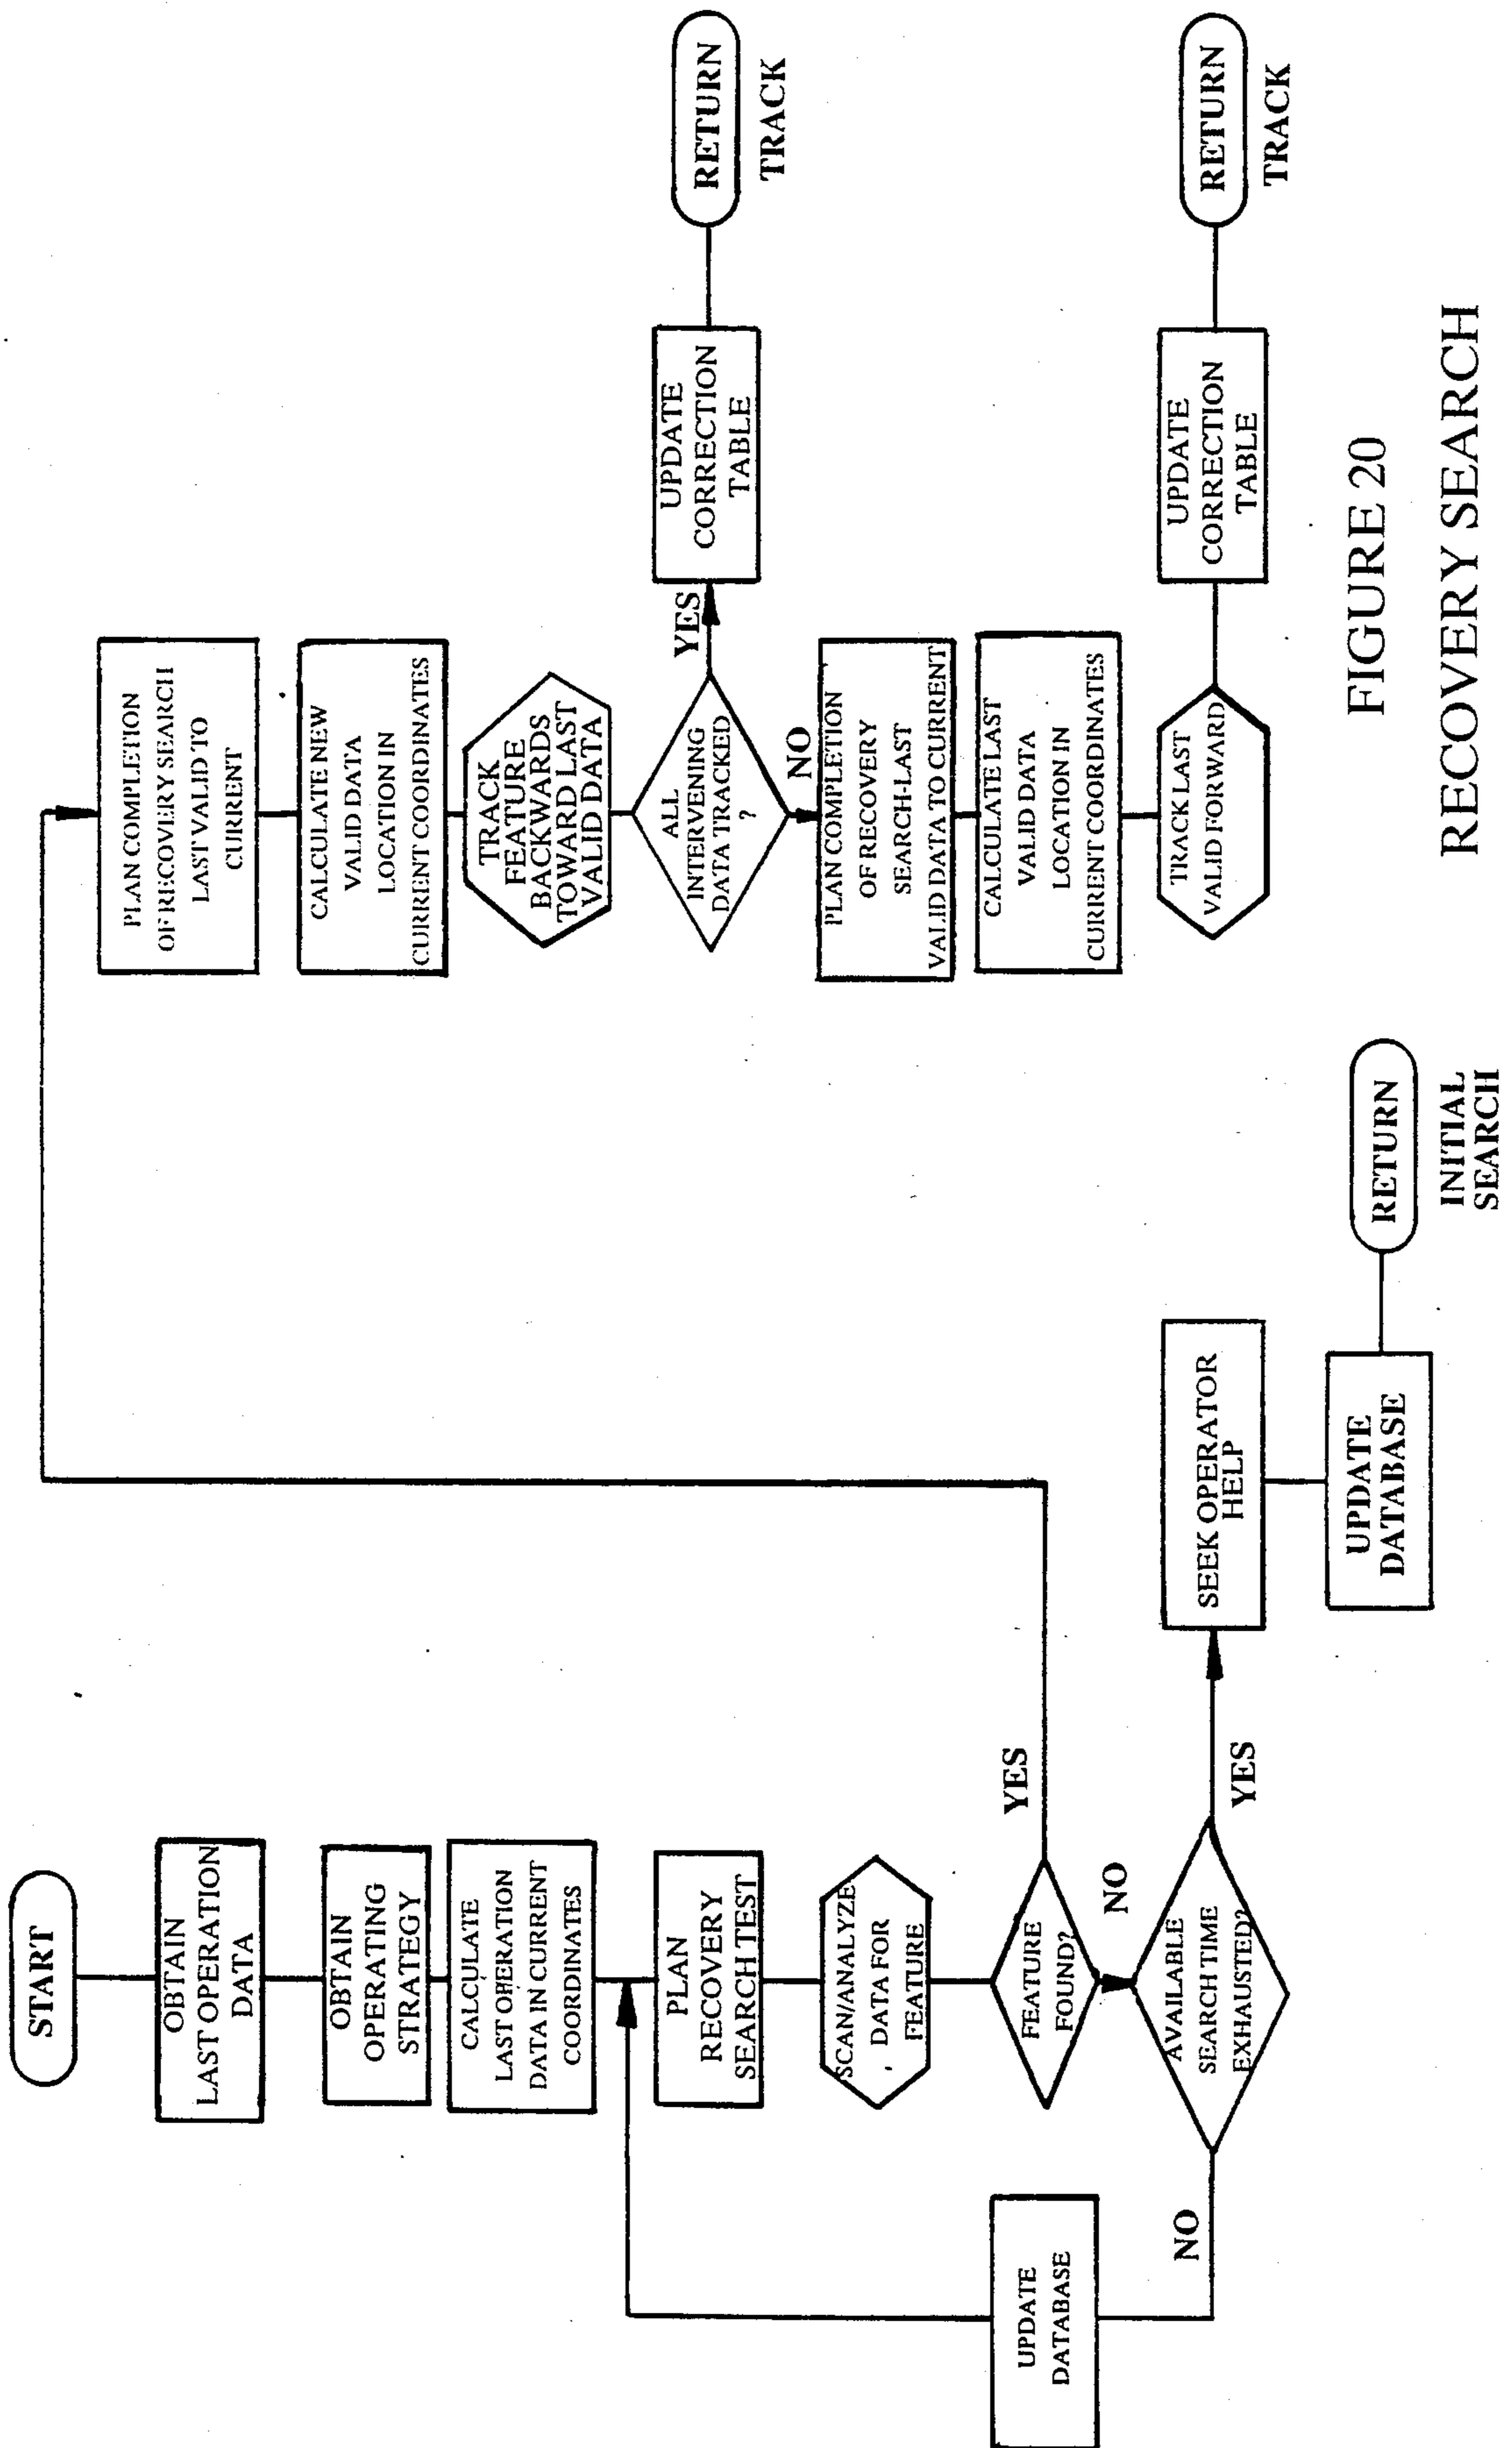 START
OBTAIN
LAST OPERATION
DATA
OBTAIN
OPERATING
STRATEGY
CALCULATE
LAST OPERATION
DATA IN CURRENT
COORDINATES
PLAN
RECOVERY
SEARCH TEST
SCAN/ANALYZE
DATA FOR
FEATURE
FEATURE
FOUND?
YES
NO
AVAILABLE
SEARCH TIME
EXHAUSTED?
NO
YES
UPDATE
DATABASE
SEEK OPERATOR
HELP
UPDATE
DATABASE
RETURN
INITIAL
SEARCH
PLAN COMPLETION
OF RECOVERY SEARCH
LAST VALID TO
CURRENT
CALCULATE NEW
VALID DATA
LOCATION IN
CURRENT COORDINATES
TRACK
FEATURE
BACKWARDS
TOWARD LAST
VALID DATA
ALL
INTERVENING
DATA TRACKED
?
YES
UPDATE
CORRECTION
TABLE
RETURN
TRACK
NO
PLAN COMPLETION
OF RECOVERY
SEARCH-LAST
VALID DATA TO CURRENT
CALCULATE LAST
VALID DATA
LOCATION IN
CURRENT COORDINATES
TRACK LAST
VALID FORWARD
UPDATE
CORRECTION
TABLE
RETURN
TRACK
FIGURE 20
RECOVERY SEARCH